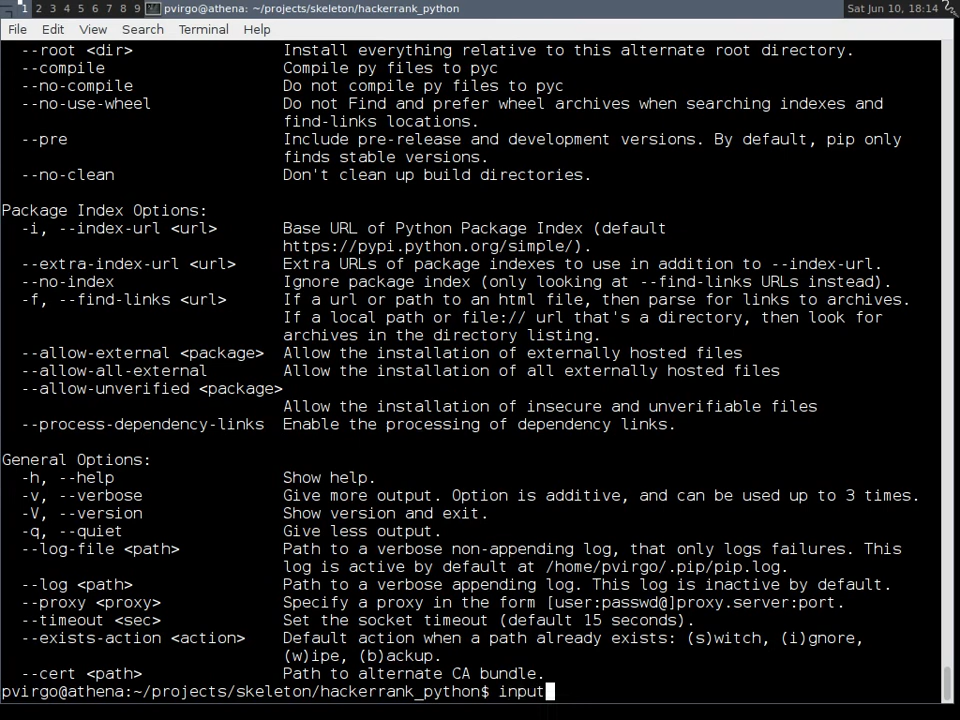 1 2 3 4 5 6 7 8 9 pvirgo@athena: ~/projects/skeleton/hackerrank_python Sat Jun 10, 18:14
File Edit View Search Terminal Help
--root <dir> Install everything relative to this alternate root directory.
--compile Compile py files to pyc
--no-compile Do not compile py files to pyc
--no-use-wheel Do not Find and prefer wheel archives when searching indexes and
find-links locations.
--pre Include pre-release and development versions. By default, pip only
finds stable versions.
--no-clean Don't clean up build directories.
Package Index Options:
-i, --index-url <url> Base URL of Python Package Index (default
https://pypi.python.org/simple/).
--extra-index-url <url> Extra URLs of package indexes to use in addition to --index-url.
--no-index Ignore package index (only looking at --find-links URLs instead).
-f, --find-links <url> If a url or path to an html file, then parse for links to archives.
If a local path or file:// url that's a directory, then look for
archives in the directory listing.
--allow-external <package> Allow the installation of externally hosted files
--allow-all-external Allow the installation of all externally hosted files
--allow-unverified <package>
Allow the installation of insecure and unverifiable files
--process-dependency-links Enable the processing of dependency links.
General Options:
-h, --help Show help.
-v, --verbose Give more output. Option is additive, and can be used up to 3 times.
-V, --version Show version and exit.
-q, --quiet Give less output.
--log-file <path> Path to a verbose non-appending log, that only logs failures. This
log is active by default at /home/pvirgo/.pip/pip.log.
--log <path> Path to a verbose appending log. This log is inactive by default.
--proxy <proxy> Specify a proxy in the form [user:passwd@]proxy.server:port.
--timeout <sec> Set the socket timeout (default 15 seconds).
--exists-action <action> Default action when a path already exists: (s)witch, (i)gnore,
(w)ipe, (b)ackup.
--cert <path> Path to alternate CA bundle.
pvirgo@athena:~/projects/skeleton/hackerrank_python$ input